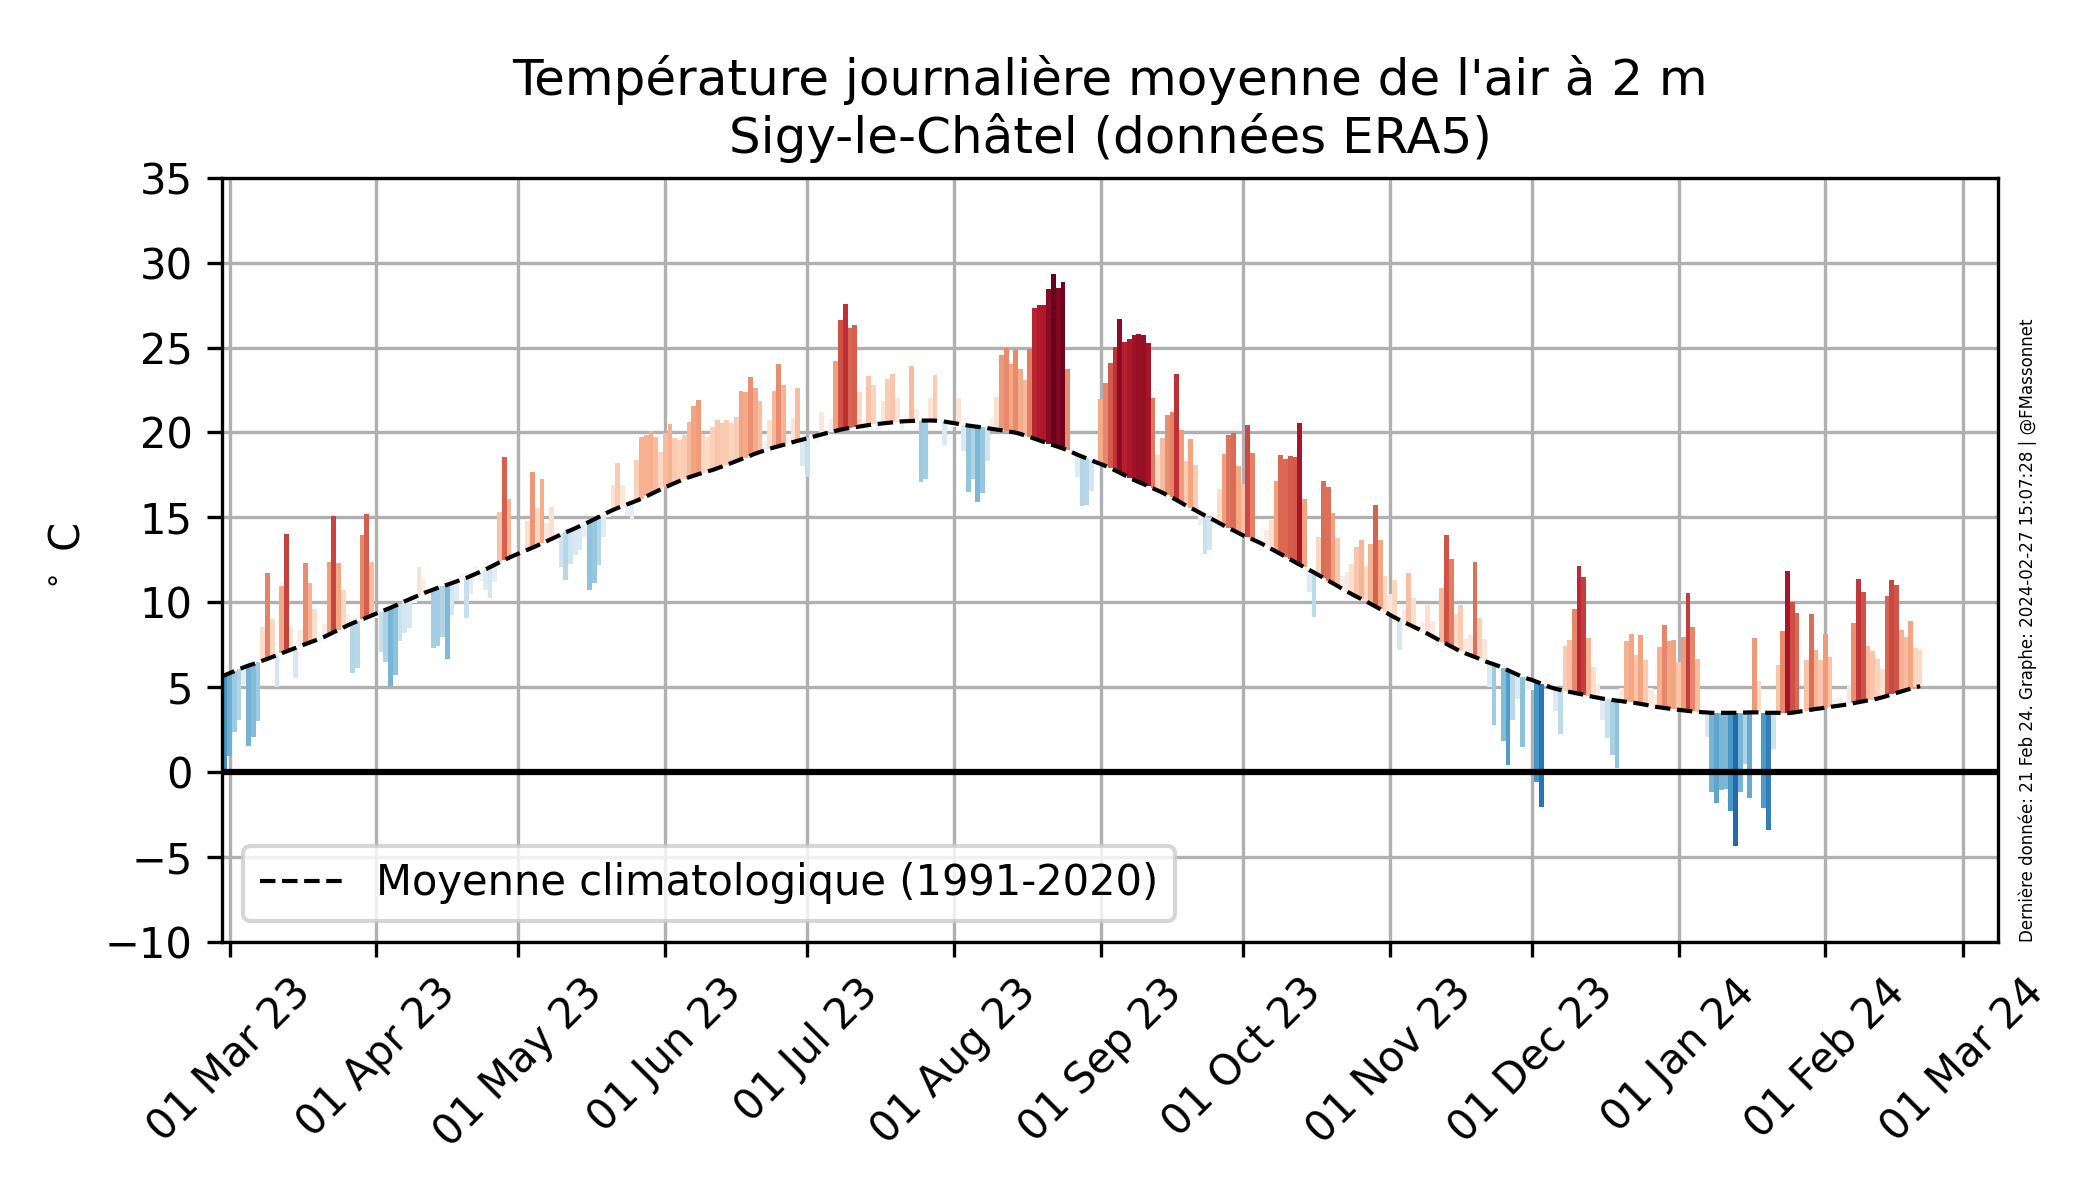 Température journalière moyenne de l'air à 2 m
Sigy-le-Châtel (données ERA5)
° C
35
30
25
20
15
10
5
0
−5
−10
Moyenne climatologique (1991-2020)
01 Mar 23
01 Apr 23
01 May 23
01 Jun 23
01 Jul 23
01 Aug 23
01 Sep 23
01 Oct 23
01 Nov 23
01 Dec 23
01 Jan 24
01 Feb 24
01 Mar 24
Dernière donnée: 21 Feb 24. Graphe: 2024-02-27 15:07:28 | @FMassonnet